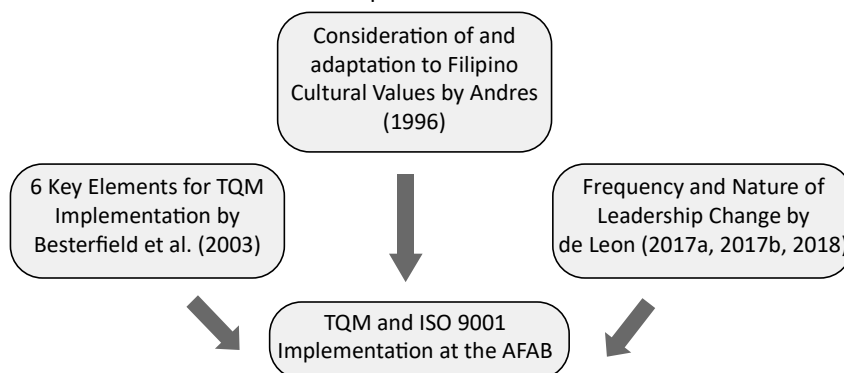 Consideration of and
adaptation to Filipino
Cultural Values by Andres
(1996)
6 Key Elements for TQM
Implementation by
Besterfield et al. (2003)
Frequency and Nature of
Leadership Change by
de Leon (2017a, 2017b, 2018)
TQM and ISO 9001
Implementation at the AFAB